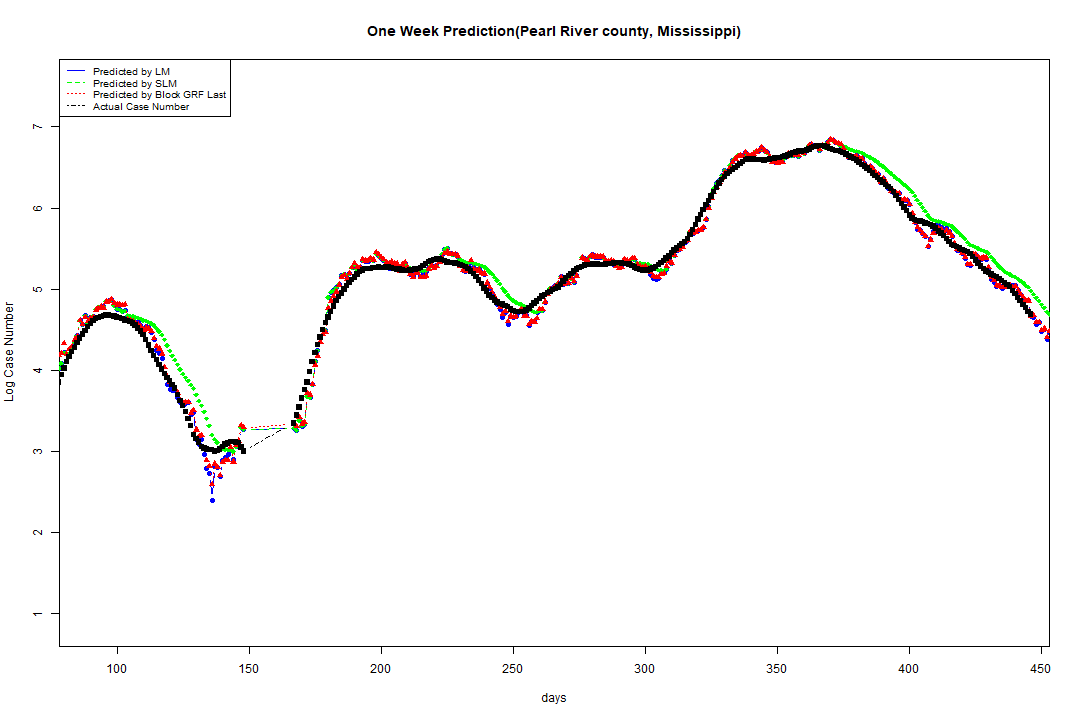 One Week Prediction(Pearl River county, Mississippi)
Predicted by LM
Predicted by SLM
Predicted by Block GRF Last
Actual Case Number
7
6
5
4
3
2
1
Log Case Number
100 150 200 250 300 350 400 450
days